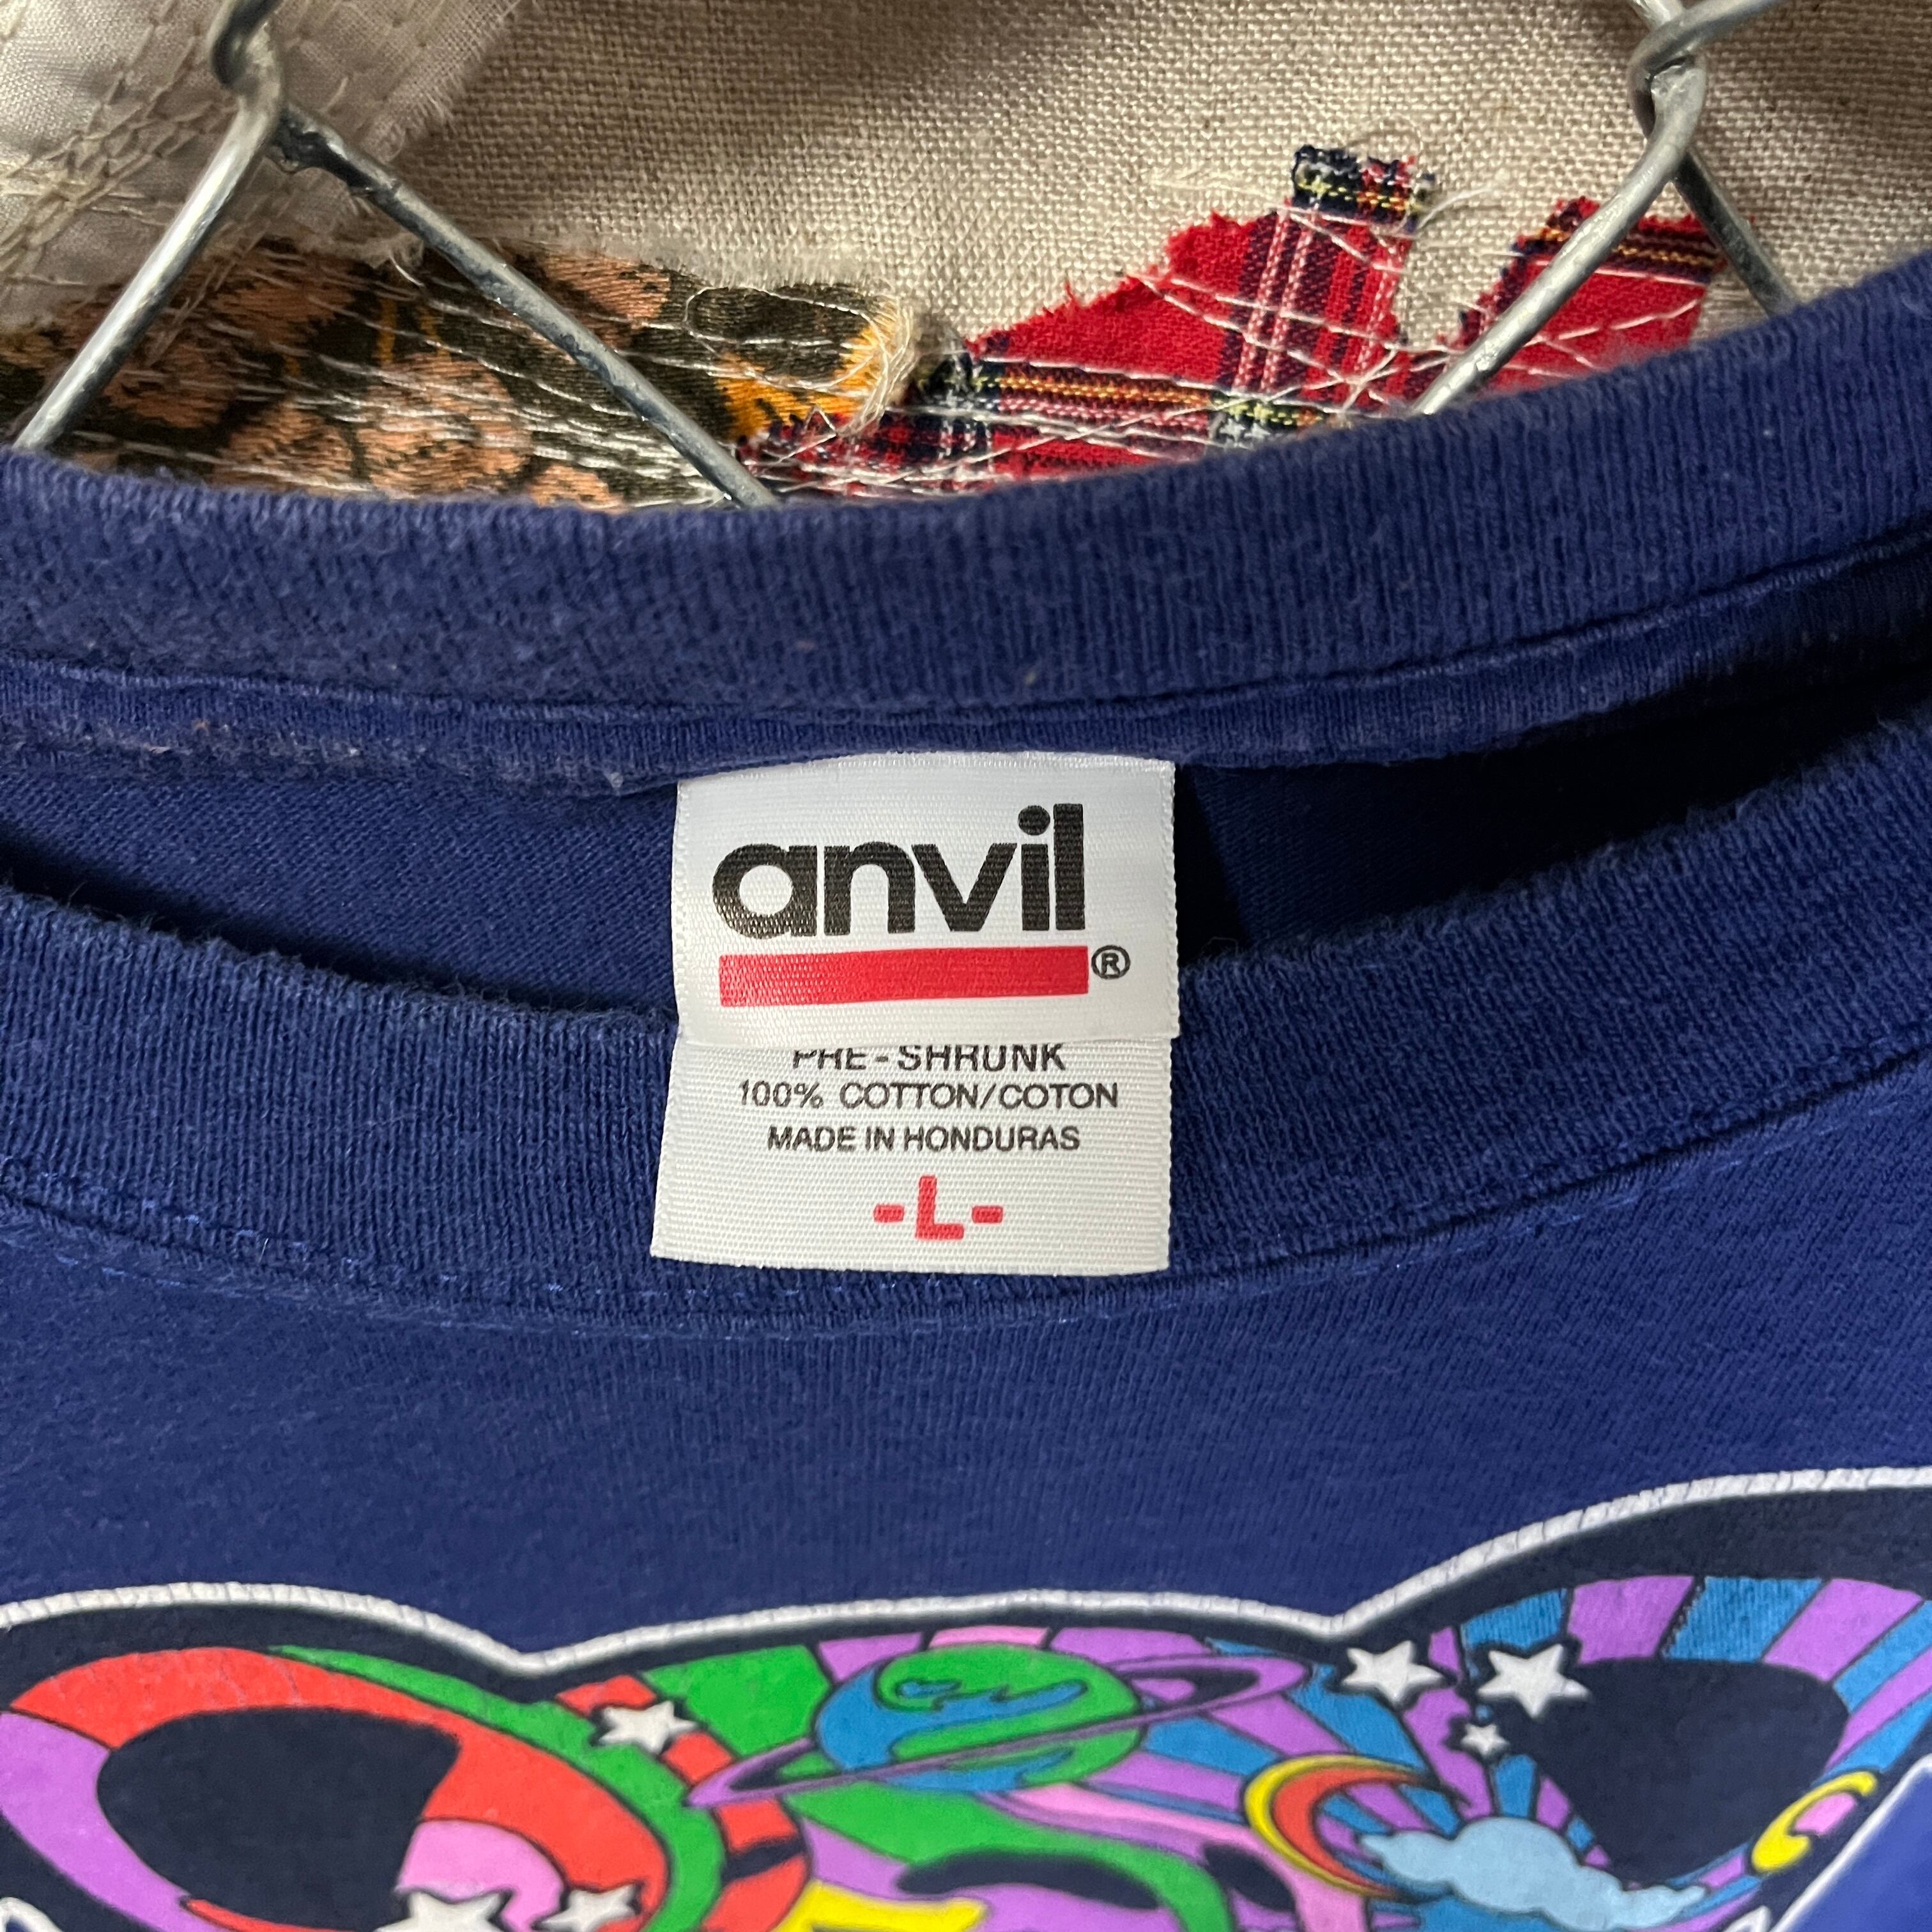 anvil
®
PRE-SHRUNK
100% COTTON/COTON
MADE IN HONDURAS
-L-